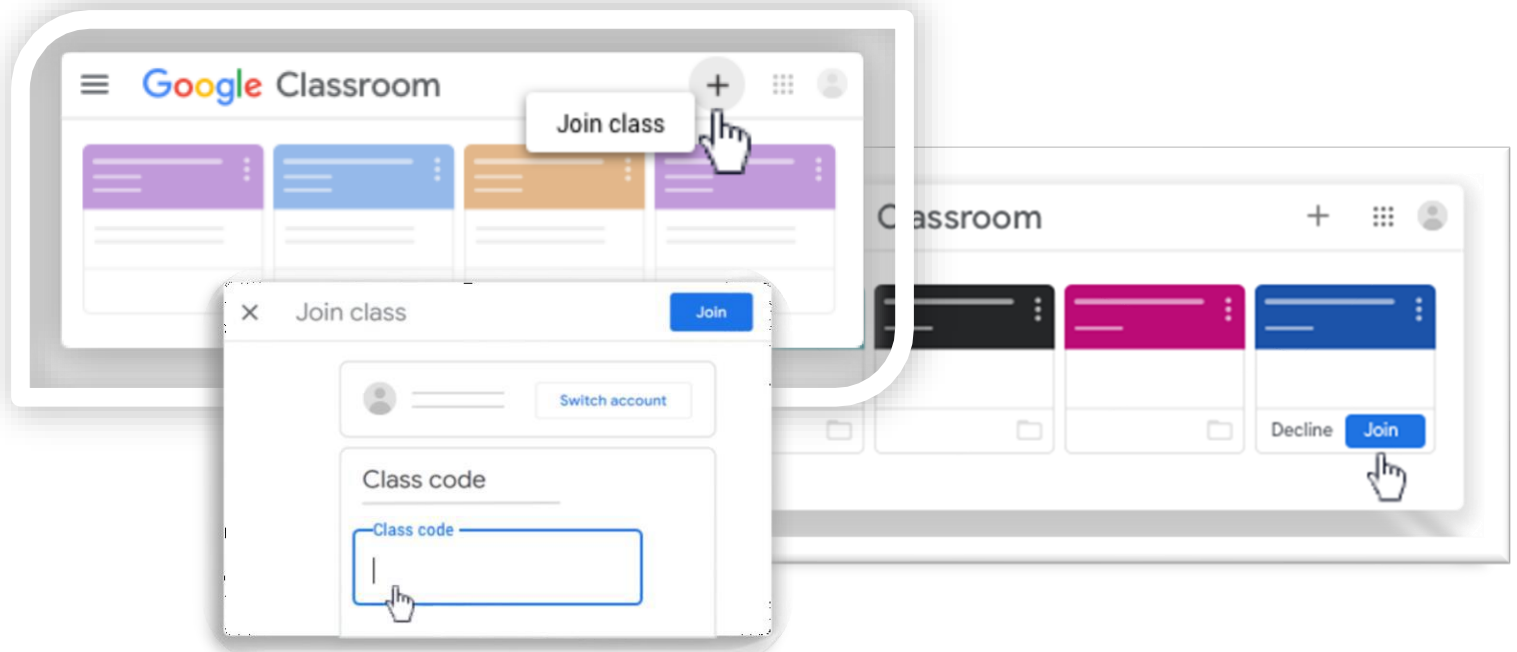 Google Classroom
Join class
Join class
Join
Switch account
Class code
Class code
Classroom
Decline
Join